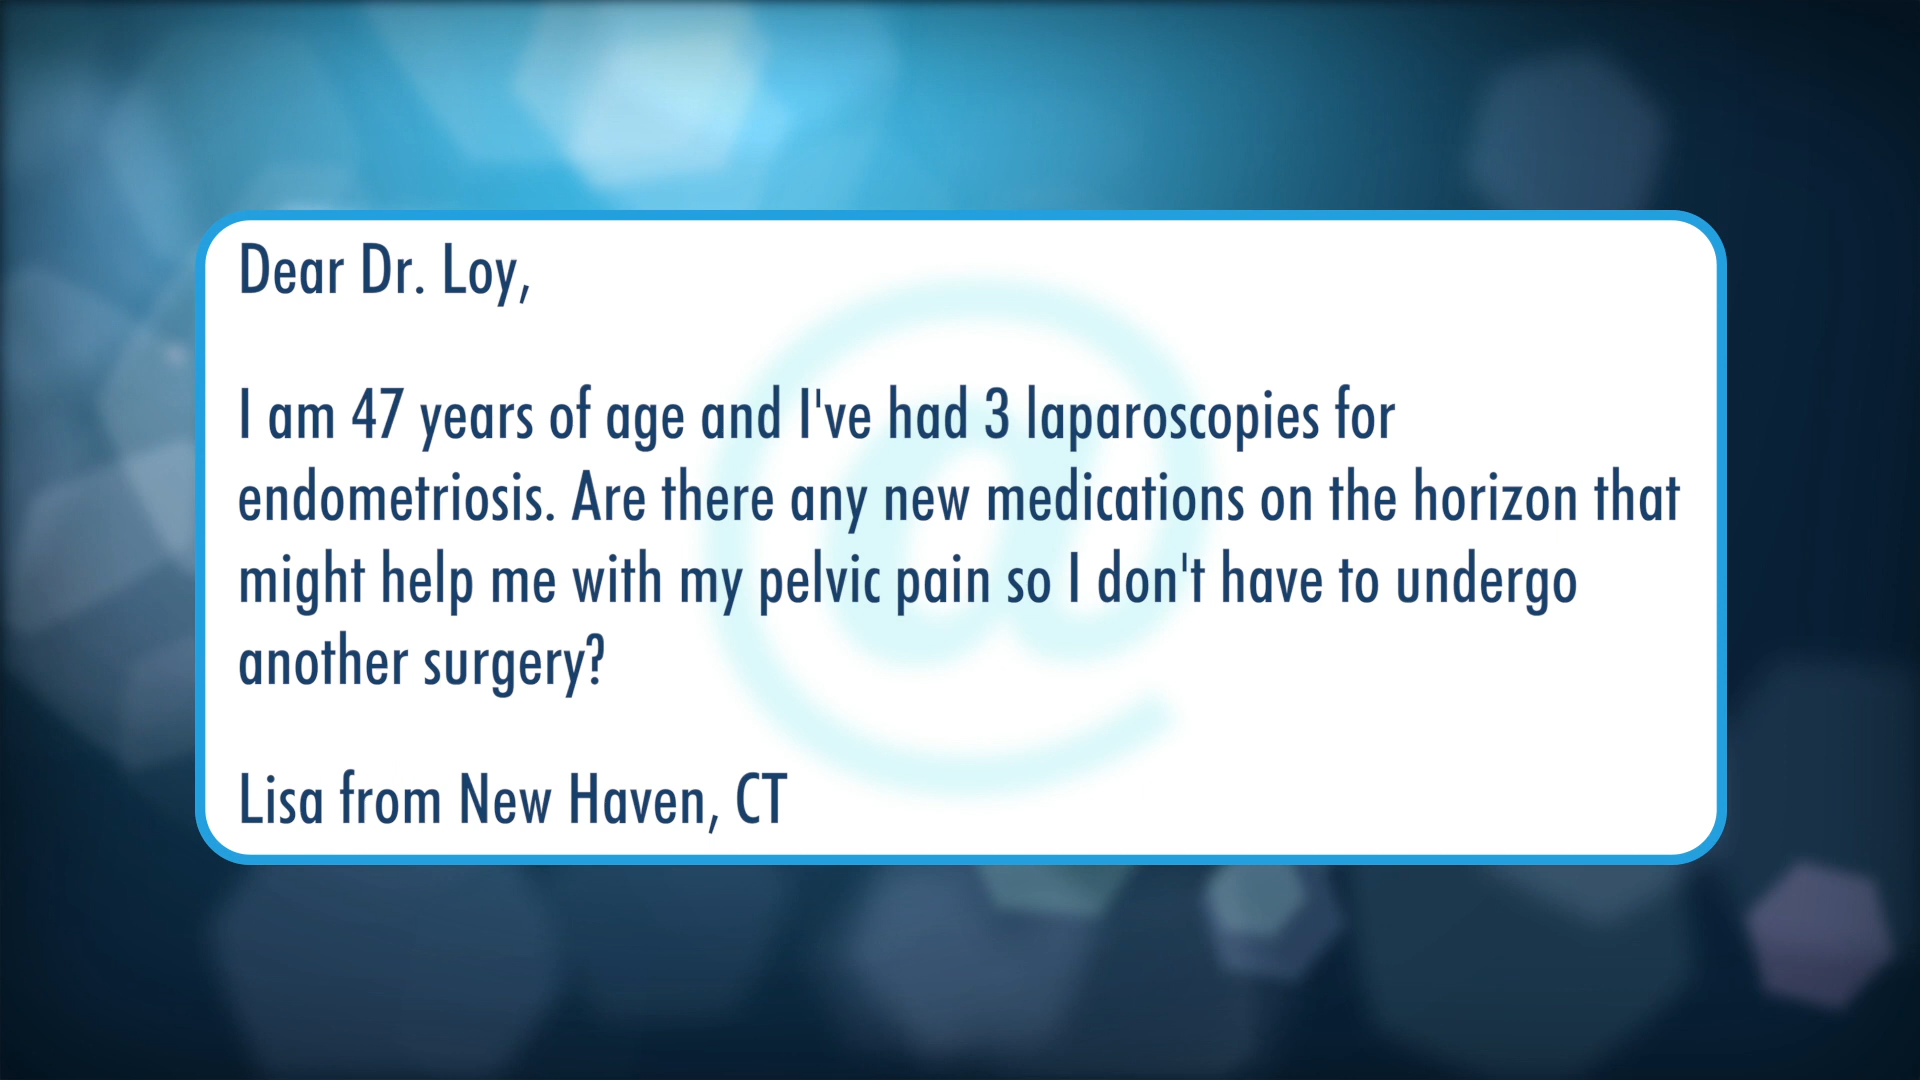 Dear Dr. Loy,
I am 47 years of age and I've had 3 laparoscopies for
endometriosis. Are there any new medications on the horizon that
might help me with my pelvic pain so I don't have to undergo
another surgery?
Lisa from New Haven, CT